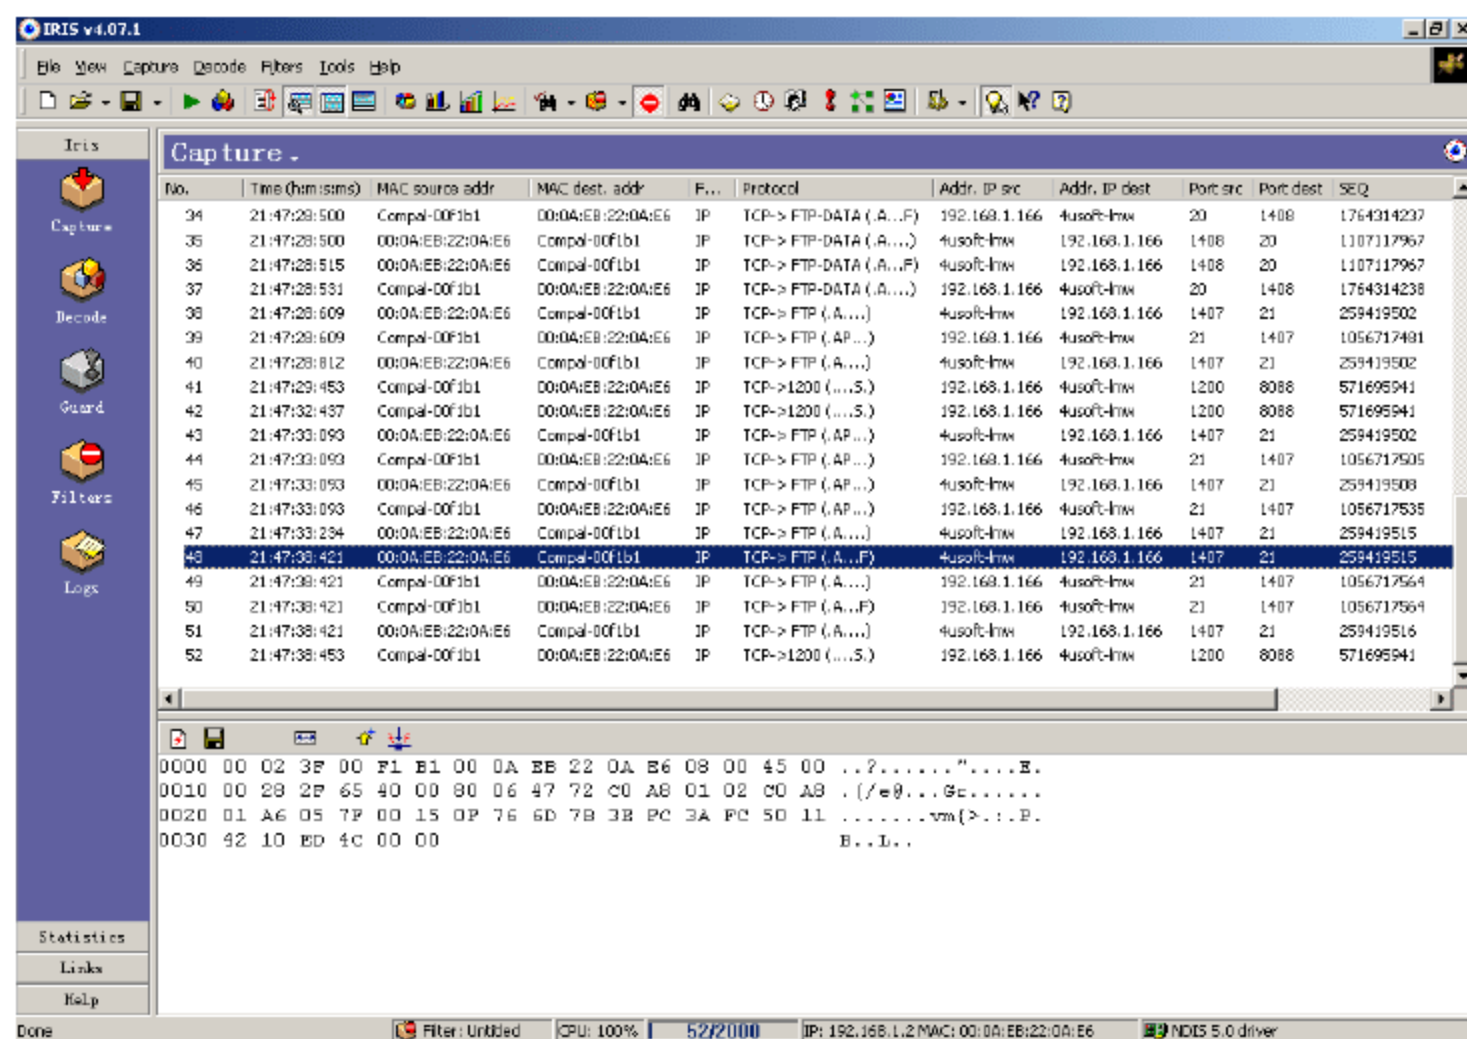 IRIS v4.07.1
File View Capture Decode Filters Tools Help
Iris
Capture
Decode
Guard
Filters
Logs
Statistics
Links
Help
Capture
No. Time (h:m:s:ms) MAC source addr MAC dest. addr F... Protocol Addr. IP src Addr. IP dest Port src Port dest SEQ
34 21:47:28:500 Compal-00f1b1 00:0A:EB:22:0A:E6 IP TCP-> FTP-DATA (.A...F) 192.168.1.166 4usoft-lmw 20 1408 1764314237
35 21:47:28:500 00:0A:EB:22:0A:E6 Compal-00f1b1 IP TCP-> FTP-DATA (.A....) 4usoft-lmw 192.168.1.166 1408 20 1107117967
36 21:47:28:515 00:0A:EB:22:0A:E6 Compal-00f1b1 IP TCP-> FTP-DATA (.A...F) 4usoft-lmw 192.168.1.166 1408 20 1107117967
37 21:47:28:531 Compal-00f1b1 00:0A:EB:22:0A:E6 IP TCP-> FTP-DATA (.A....) 192.168.1.166 4usoft-lmw 20 1408 1764314238
38 21:47:28:609 00:0A:EB:22:0A:E6 Compal-00f1b1 IP TCP-> FTP (.A....) 4usoft-lmw 192.168.1.166 1407 21 259419502
39 21:47:28:609 Compal-00f1b1 00:0A:EB:22:0A:E6 IP TCP-> FTP (.AP...) 192.168.1.166 4usoft-lmw 21 1407 1056717481
40 21:47:28:812 00:0A:EB:22:0A:E6 Compal-00f1b1 IP TCP-> FTP (.A....) 4usoft-lmw 192.168.1.166 1407 21 259419502
41 21:47:29:453 Compal-00f1b1 00:0A:EB:22:0A:E6 IP TCP->1200 (....S.) 192.168.1.166 4usoft-lmw 1200 8088 571695941
42 21:47:32:437 Compal-00f1b1 00:0A:EB:22:0A:E6 IP TCP->1200 (....S.) 192.168.1.166 4usoft-lmw 1200 8088 571695941
43 21:47:33:093 00:0A:EB:22:0A:E6 Compal-00f1b1 IP TCP-> FTP (.AP...) 4usoft-lmw 192.168.1.166 1407 21 259419502
44 21:47:33:093 Compal-00f1b1 00:0A:EB:22:0A:E6 IP TCP-> FTP (.AP...) 192.168.1.166 4usoft-lmw 21 1407 1056717505
45 21:47:33:093 00:0A:EB:22:0A:E6 Compal-00f1b1 IP TCP-> FTP (.AP...) 4usoft-lmw 192.168.1.166 1407 21 259419508
46 21:47:33:093 Compal-00f1b1 00:0A:EB:22:0A:E6 IP TCP-> FTP (.AP...) 192.168.1.166 4usoft-lmw 21 1407 1056717535
47 21:47:33:234 00:0A:EB:22:0A:E6 Compal-00f1b1 IP TCP-> FTP (.A....) 4usoft-lmw 192.168.1.166 1407 21 259419515
48 21:47:38:421 00:0A:EB:22:0A:E6 Compal-00f1b1 IP TCP-> FTP (.A...F) 4usoft-lmw 192.168.1.166 1407 21 259419515
49 21:47:38:421 Compal-00f1b1 00:0A:EB:22:0A:E6 IP TCP-> FTP (.A....) 192.168.1.166 4usoft-lmw 21 1407 1056717564
50 21:47:38:421 Compal-00f1b1 00:0A:EB:22:0A:E6 IP TCP-> FTP (.A...F) 192.168.1.166 4usoft-lmw 21 1407 1056717564
51 21:47:38:421 00:0A:EB:22:0A:E6 Compal-00f1b1 IP TCP-> FTP (.A....) 4usoft-lmw 192.168.1.166 1407 21 259419516
52 21:47:38:453 Compal-00f1b1 00:0A:EB:22:0A:E6 IP TCP->1200 (....S.) 192.168.1.166 4usoft-lmw 1200 8088 571695941
0000 00 02 3F 00 F1 B1 00 0A EB 22 0A E6 08 00 45 00 ..?......"....E.
0010 00 28 2F 65 40 00 80 06 47 72 C0 A8 01 02 C0 A8 .(/e@...Gr......
0020 01 A6 05 7F 00 15 0F 76 6D 7B 3E FC 3A FC 50 11 .......vm{>.:.P.
0030 42 10 ED 4C 00 00 B..L..
Done Filter: Untitled CPU: 100% 52/2000 IP: 192.168.1.2 MAC: 00:0A:EB:22:0A:E6 NDIS 5.0 driver